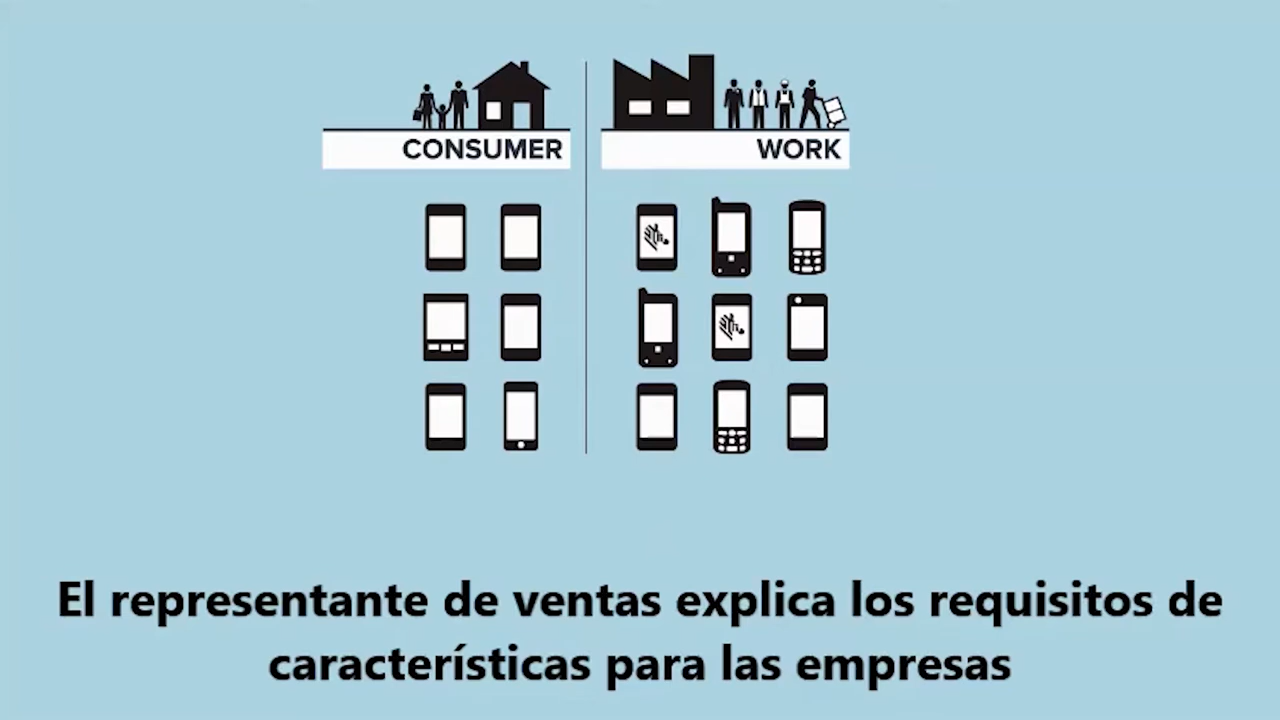 CONSUMER
WORK
El representante de ventas explica los requisitos de
características para las empresas